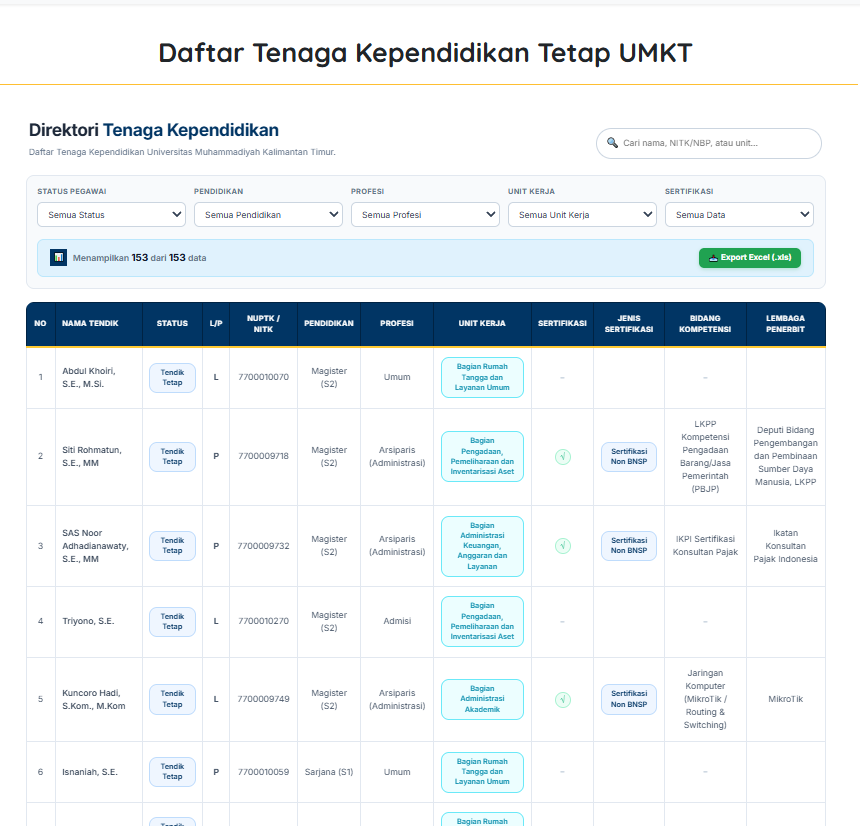 Daftar Tenaga Kependidikan Tetap UMKT
Direktori Tenaga Kependidikan
Daftar Tenaga Kependidikan Universitas Muhammadiyah Kalimantan Timur.
Cari nama, NITK/NBP, atau unit...
STATUS PEGAWAI PENDIDIKAN PROFESI UNIT KERJA SERTIFIKASI
Semua Status Semua Pendidikan Semua Profesi Semua Unit Kerja Semua Data
Menampilkan 153 dari 153 data
Export Excel (.xls)
NO NAMA TENDIK STATUS L/P NUPTK / NITK PENDIDIKAN PROFESI UNIT KERJA SERTIFIKASI JENIS SERTIFIKASI BIDANG KOMPETENSI LEMBAGA PENERBIT
1 Abdul Khoiri, S.E., M.Si. Tendik Tetap L 7700010070 Magister (S2) Umum Bagian Rumah Tangga dan Layanan Umum – –
2 Siti Rohmatun, S.E., MM Tendik Tetap P 7700009718 Magister (S2) Arsiparis (Administrasi) Bagian Pengadaan, Pemeliharaan dan Inventarisasi Aset √ Sertifikasi Non BNSP LKPP Kompetensi Pengadaan Barang/Jasa Pemerintah (PBJP) Deputi Bidang Pengembangan dan Pembinaan Sumber Daya Manusia, LKPP
3 SAS Noor Adhadianawaty, S.E., MM Tendik Tetap P 7700009732 Magister (S2) Arsiparis (Administrasi) Bagian Administrasi Keuangan, Anggaran dan Layanan √ Sertifikasi Non BNSP IKPI Sertifikasi Konsultan Pajak Ikatan Konsultan Pajak Indonesia
4 Triyono, S.E. Tendik Tetap L 7700010270 Magister (S2) Admisi Bagian Pengadaan, Pemeliharaan dan Inventarisasi Aset – –
5 Kuncoro Hadi, S.Kom., M.Kom Tendik Tetap L 7700009749 Magister (S2) Arsiparis (Administrasi) Bagian Administrasi Akademik √ Sertifikasi Non BNSP Jaringan Komputer (MikroTik / Routing & Switching) MikroTik
6 Isnaniah, S.E. Tendik Tetap P 7700010059 Sarjana (S1) Umum Bagian Rumah Tangga dan Layanan Umum – –
Tendik Bagian Rumah